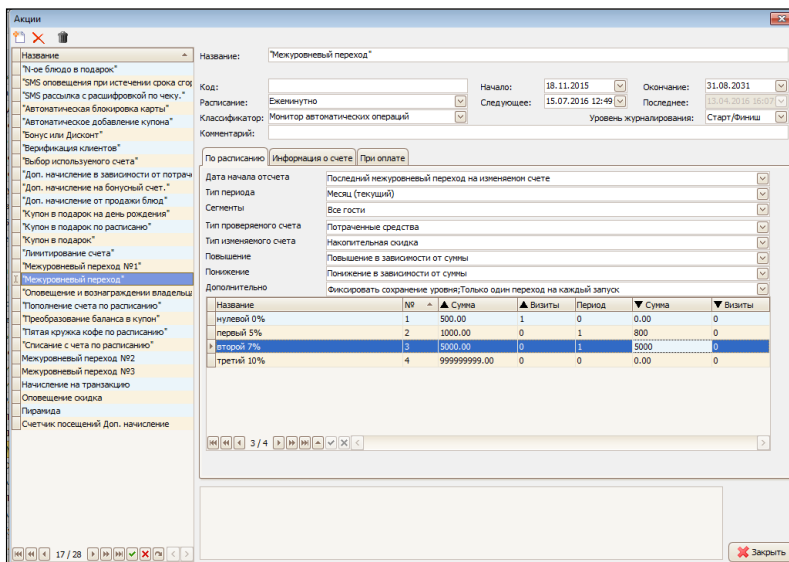 Акции
Название
"N-ое блюдо в подарок"
"SMS оповещения при истечении срока сгор
"SMS рассылка с расшифровкой по чеку."
"Автоматическая блокировка карты"
"Автоматическое добавление купона"
"Бонус или Дисконт"
"Верификация клиентов"
"Выбор используемого счета"
"Доп. начисление в зависимости от потрач
"Доп. начисление на бонусный счет."
"Доп. начисление от продажи блюд"
"Купон в подарок на день рождения"
"Купон в подарок по расписанию"
"Купон в подарок"
"Лимитирование счета"
"Межуровневый переход №1"
"Межуровневый переход"
"Оповещение и вознаграждении владельца
"Пополнение счета по расписанию"
"Преобразование баланса в купон"
"Пятая кружка кофе по расписанию"
"Списание с чета по расписанию"
Межуровневый переход №2
Межуровневый переход №3
Начисление на транзакцию
Оповещение скидка
Пирамида
Счетчик посещений Доп. начисление
17 / 28
Название: "Межуровневый переход"
Код: Начало: 18.11.2015 Окончание: 31.08.2031
Расписание: Ежеминутно Следующее: 15.07.2016 12:49 Последнее: 13.04.2016 16:07
Классификатор: Монитор автоматических операций Уровень журналирования: Старт/Финиш
Комментарий:
По расписанию Информация о счете При оплате
Дата начала отсчета Последний межуровневый переход на изменяемом счете
Тип периода Месяц (текущий)
Сегменты Все гости
Тип проверяемого счета Потраченные средства
Тип изменяемого счета Накопительная скидка
Повышение Повышение в зависимости от суммы
Понижение Понижение в зависимости от суммы
Дополнительно Фиксировать сохранение уровня;Только один переход на каждый запуск
Название № ▲ Сумма ▲ Визиты Период ▼ Сумма ▼ Визиты
нулевой 0% 1 500.00 1 0 0.00 0
первый 5% 2 1000.00 0 1 800 0
второй 7% 3 5000.00 0 1 5000 0
третий 10% 4 999999999.00 0 0 0.00 0
3 / 4
Закрыть